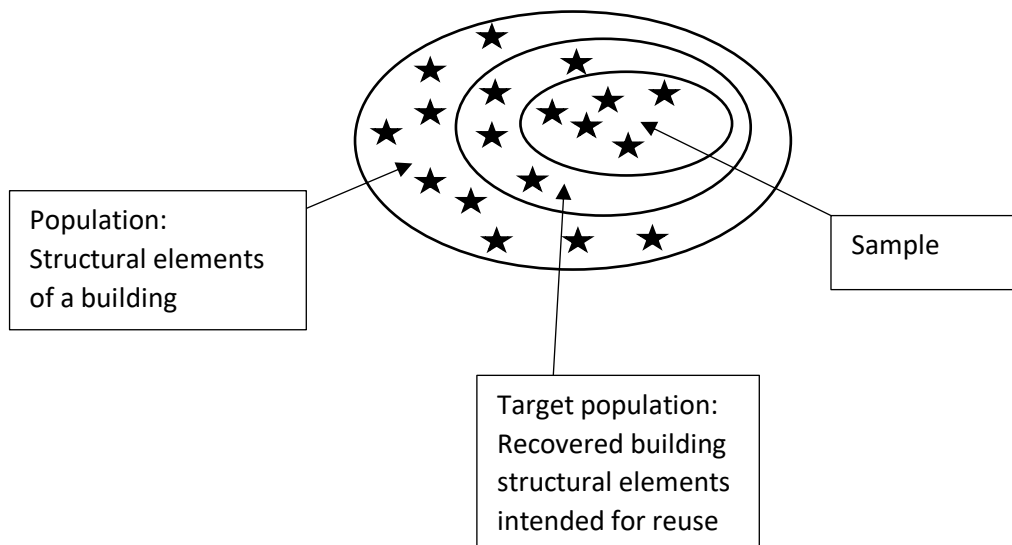 Population:
Structural elements
of a building
Sample
Target population:
Recovered building
structural elements
intended for reuse